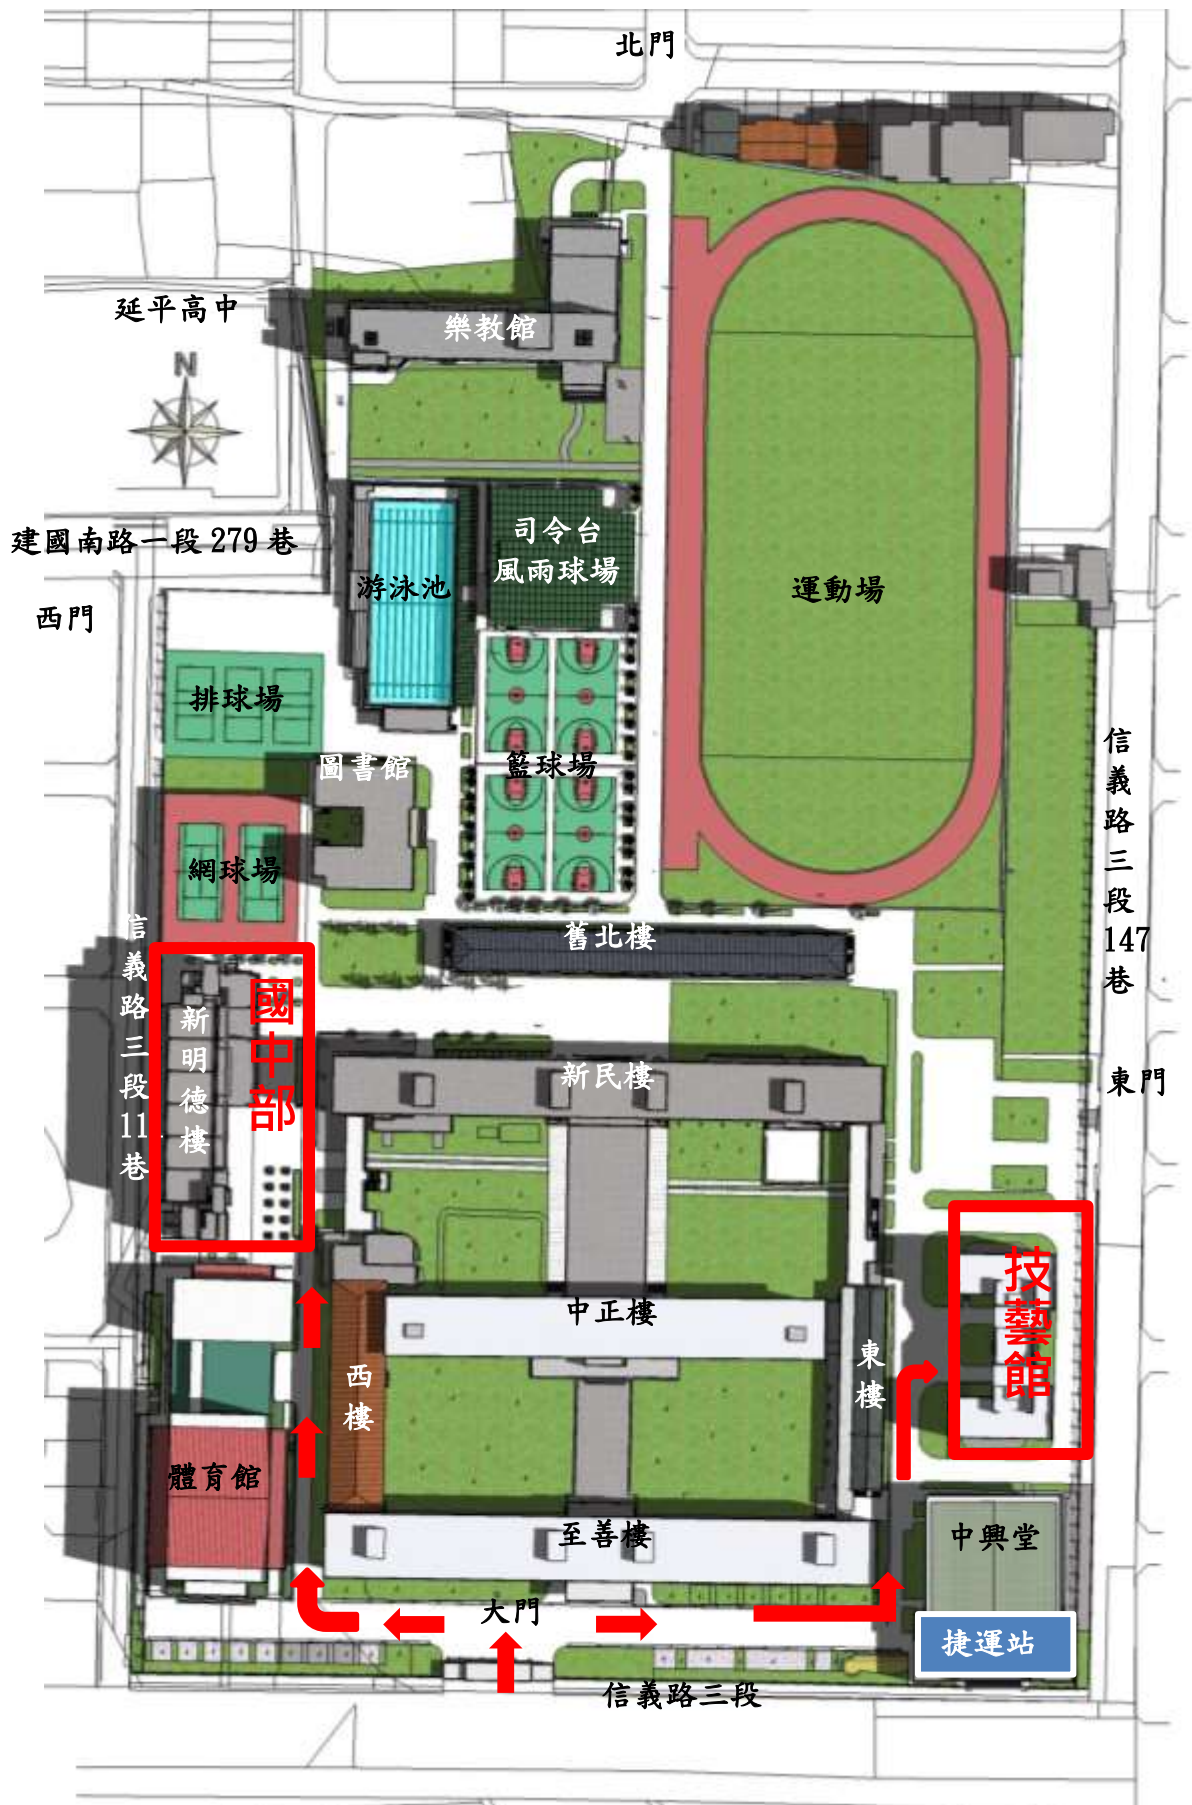 北門
延平高中
樂教館
N
建國南路一段 279 巷
司令台
風雨球場
游泳池
運動場
西門
排球場
圖書館
籃球場
信義路三段147巷
網球場
信義路三段11巷
舊北樓
國中部
新明德樓
新民樓
東門
技藝館
中正樓
西樓
東樓
體育館
至善樓
中興堂
大門
捷運站
信義路三段